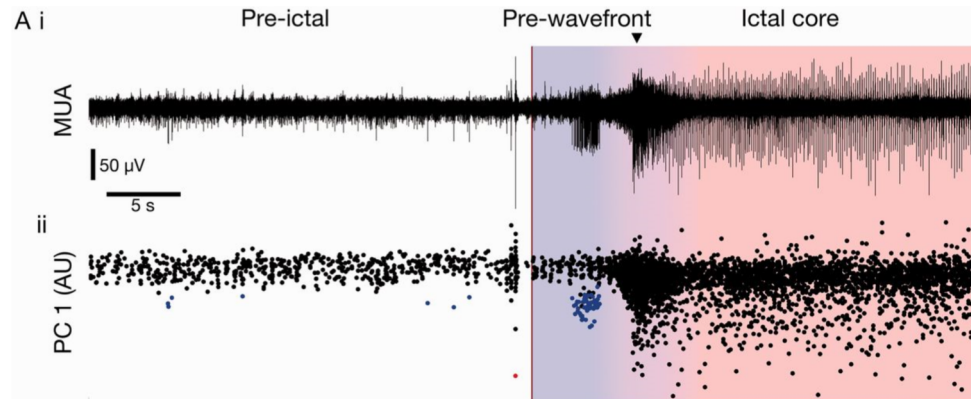 A i
Pre-ictal
Pre-wavefront
Ictal core
MUA
50 µV
5 s
ii
PC 1 (AU)